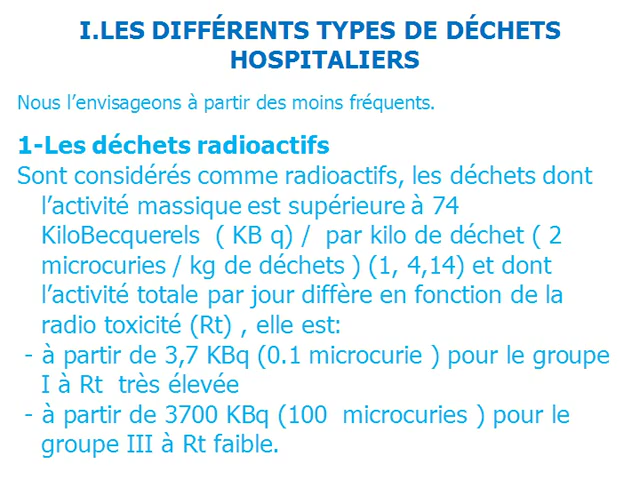 I.LES DIFFÉRENTS TYPES DE DÉCHETS
HOSPITALIERS
Nous l'envisageons à partir des moins fréquents.
1-Les déchets radioactifs
Sont considérés comme radioactifs, les déchets dont
l'activité massique est supérieure à 74
KiloBecquerels ( KB q) / par kilo de déchet ( 2
microcuries / kg de déchets ) (1, 4,14) et dont
l'activité totale par jour diffère en fonction de la
radio toxicité (Rt) , elle est:
- à partir de 3,7 KBq (0.1 microcurie ) pour le groupe
I à Rt très élevée
- à partir de 3700 KBq (100 microcuries ) pour le
groupe III à Rt faible.